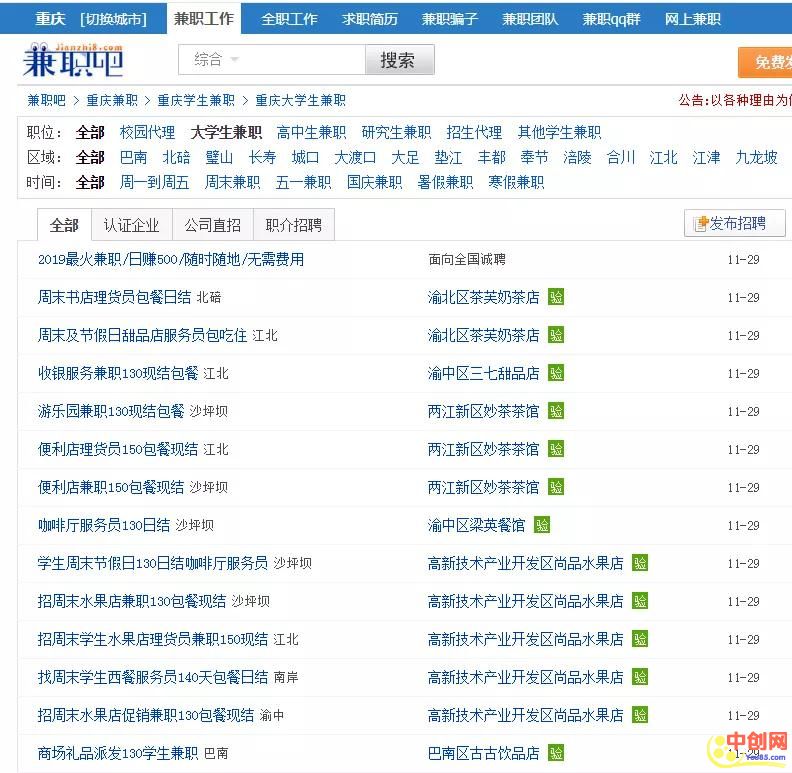 重庆 [切换城市] 兼职工作 全职工作 求职简历 兼职骗子 兼职团队 兼职qq群 网上兼职
Jianzhi8.com
兼职吧 综合 搜索 免费发
兼职吧 > 重庆兼职 > 重庆学生兼职 > 重庆大学生兼职 公告:以各种理由为
职位: 全部 校园代理 大学生兼职 高中生兼职 研究生兼职 招生代理 其他学生兼职
区域: 全部 巴南 北碚 璧山 长寿 城口 大渡口 大足 垫江 丰都 奉节 涪陵 合川 江北 江津 九龙坡
时间: 全部 周一到周五 周末兼职 五一兼职 国庆兼职 暑假兼职 寒假兼职
全部 认证企业 公司直招 职介招聘 发布招聘
2019最火兼职/日赚500/随时随地/无需费用 面向全国诚聘 11-29
周末书店理货员包餐日结 北碚 渝北区茶芙奶茶店 验 11-29
周末及节假日甜品店服务员包吃住 江北 渝北区茶芙奶茶店 验 11-29
收银服务兼职130现结包餐 江北 渝中区三七甜品店 验 11-29
游乐园兼职130现结包餐 沙坪坝 两江新区妙茶茶馆 验 11-29
便利店理货员150包餐现结 江北 两江新区妙茶茶馆 验 11-29
便利店兼职150包餐现结 沙坪坝 两江新区妙茶茶馆 验 11-29
咖啡厅服务员130日结 沙坪坝 渝中区梁英餐馆 验 11-29
学生周末节假日130日结咖啡厅服务员 沙坪坝 高新技术产业开发区尚品水果店 验 11-29
招周末水果店兼职130包餐现结 沙坪坝 高新技术产业开发区尚品水果店 验 11-29
招周末学生水果店理货员兼职150现结 江北 高新技术产业开发区尚品水果店 验 11-29
找周末学生西餐服务员140天包餐日结 南岸 高新技术产业开发区尚品水果店 验 11-29
招周末水果店促销兼职130包餐现结 渝中 高新技术产业开发区尚品水果店 验 11-29
商场礼品派发130学生兼职 巴南 巴南区古古饮品店 验 11-29
中创网